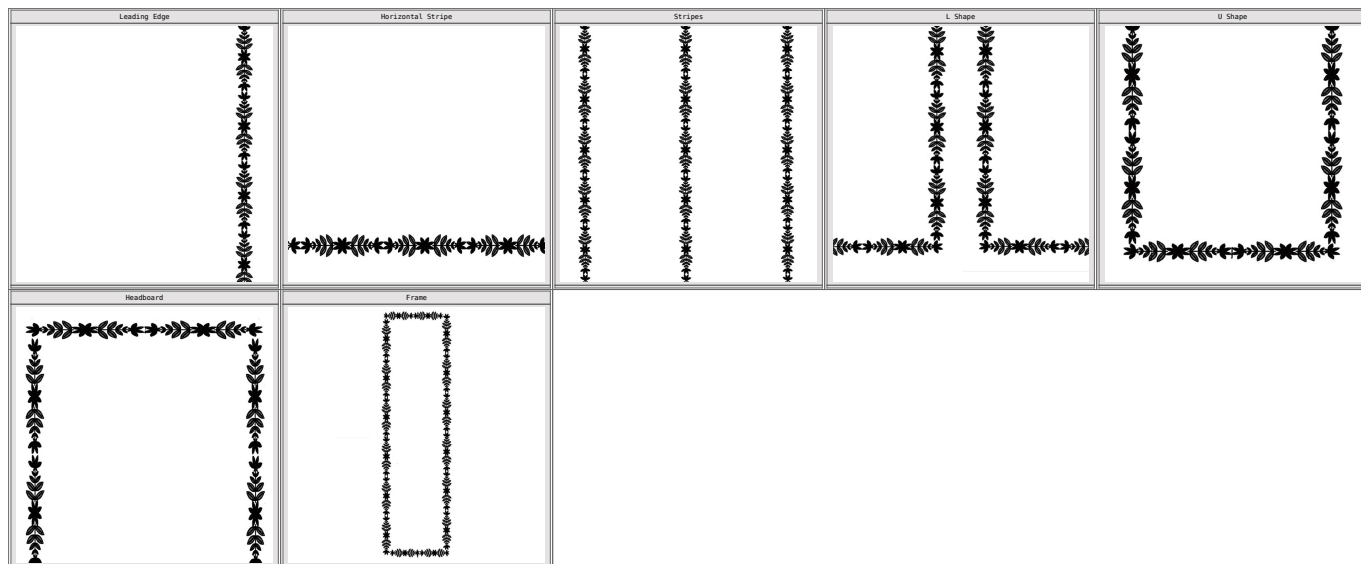 Leading Edge
Horizontal Stripe
Stripes
L Shape
U Shape
Headboard
Frame